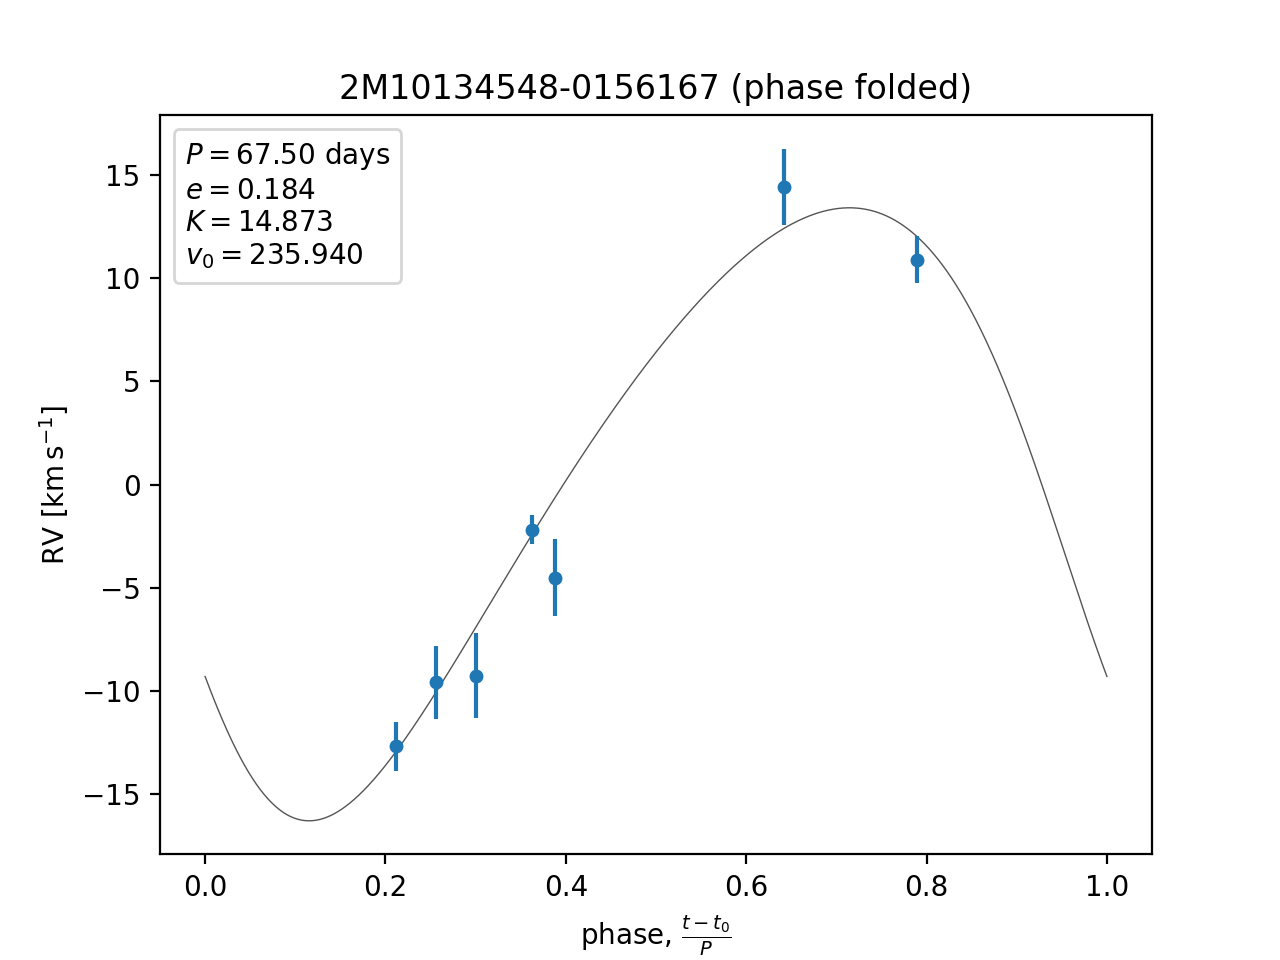 2M10134548-0156167 (phase folded)
P = 67.50 days
e = 0.184
K = 14.873
v₀ = 235.940
15
10
5
0
−5
−10
−15
RV [km s⁻¹]
0.0 0.2 0.4 0.6 0.8 1.0
phase, (t − t₀)/P